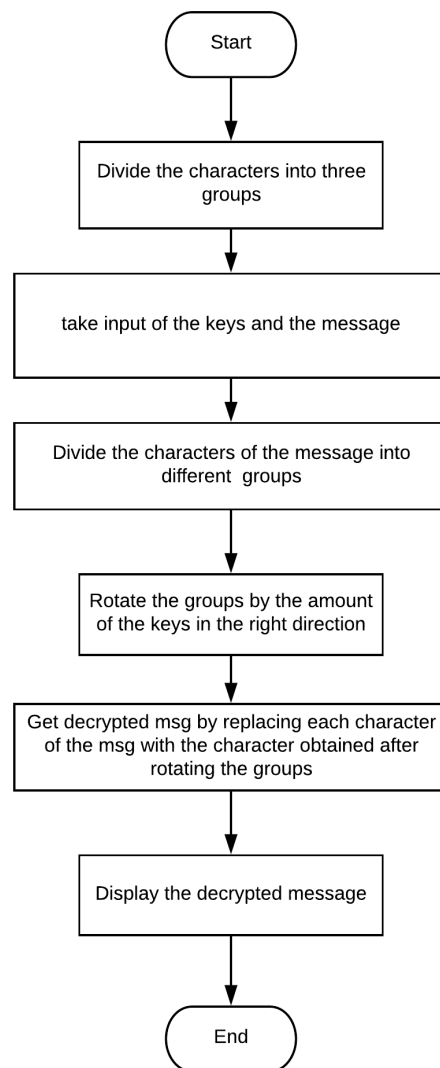 Start
Divide the characters into three
groups
take input of the keys and the message
Divide the characters of the message into
different  groups
Rotate the groups by the amount
of the keys in the right direction
Get decrypted msg by replacing each character
of the msg with the character obtained after
rotating the groups
Display the decrypted message
End